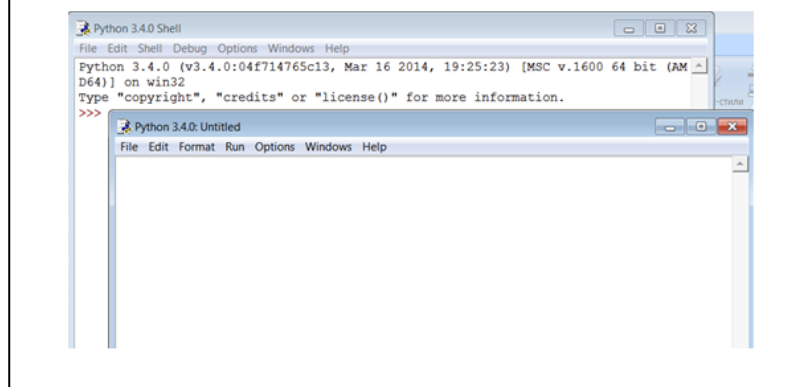 Python 3.4.0 Shell
File Edit Shell Debug Options Windows Help
Python 3.4.0 (v3.4.0:04f714765c13, Mar 16 2014, 19:25:23) [MSC v.1600 64 bit (AM
D64)] on win32
Type "copyright", "credits" or "license()" for more information.
>>>
-стили
Python 3.4.0: Untitled
File Edit Format Run Options Windows Help